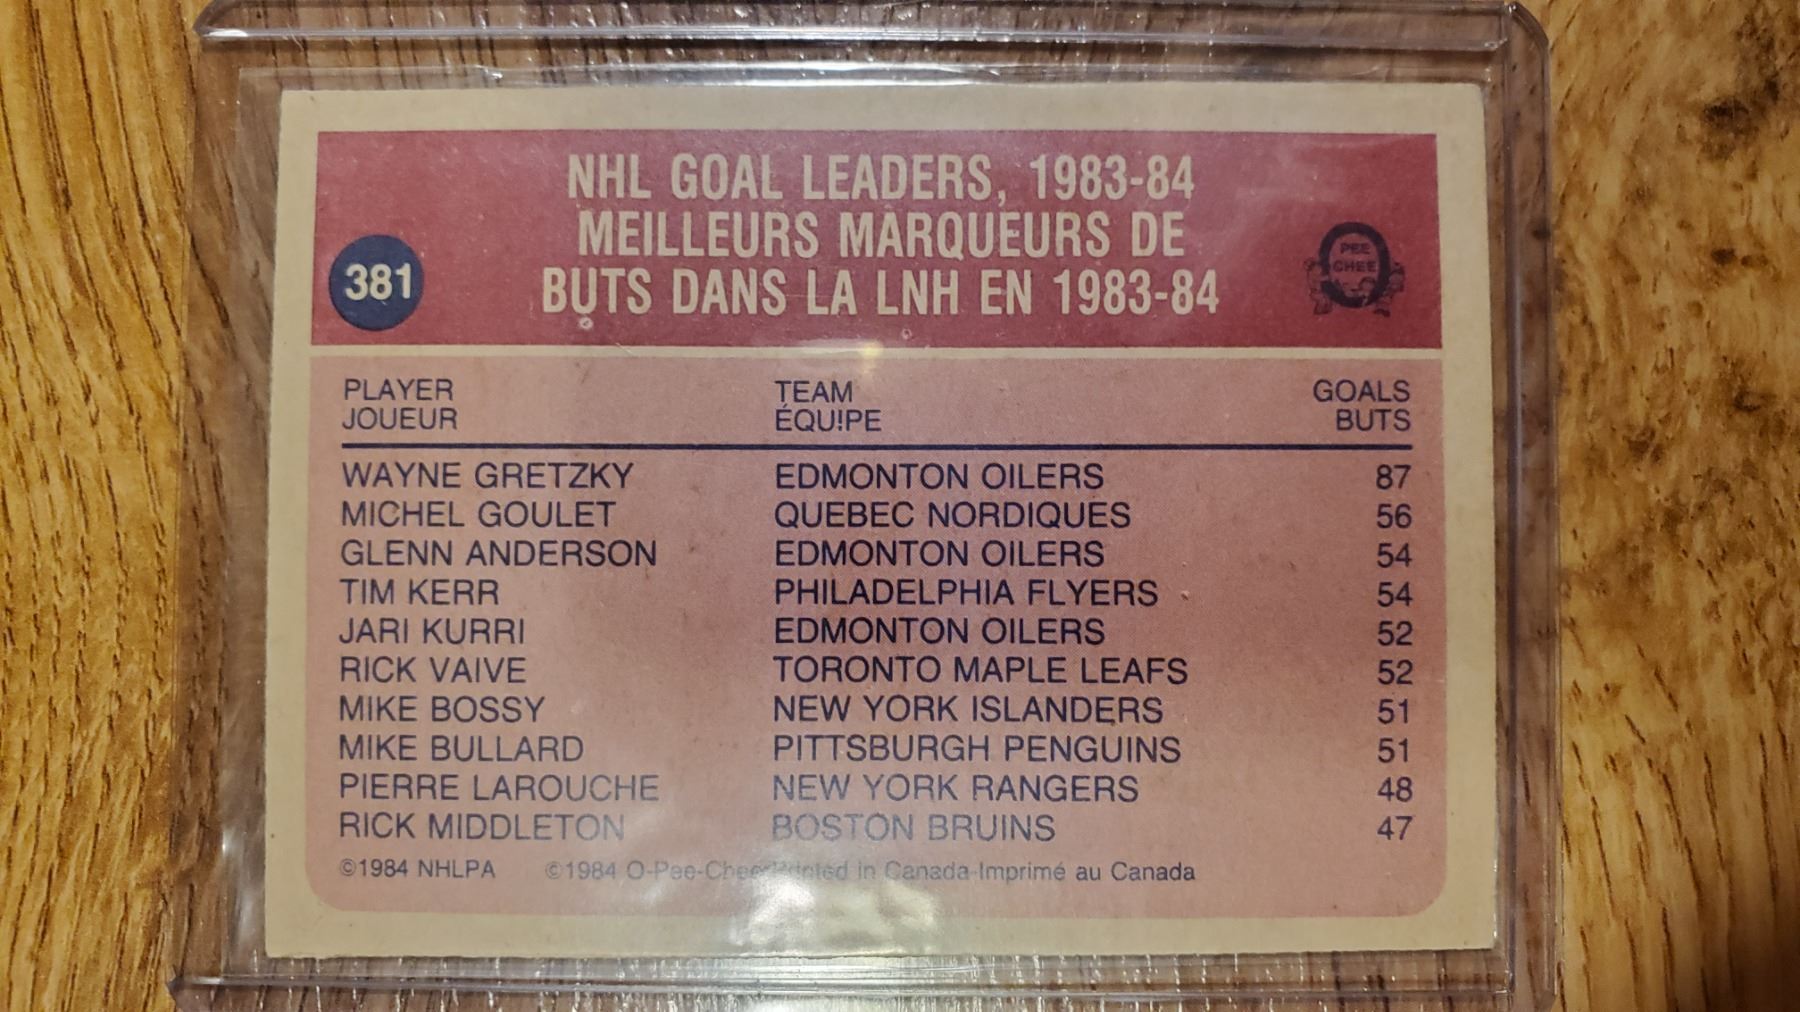 NHL GOAL LEADERS, 1983-84
MEILLEURS MARQUEURS DE
BUTS DANS LA LNH EN 1983-84
381
O
PEE
CHEE
PLAYER TEAM GOALS
JOUEUR ÉQUIPE BUTS
WAYNE GRETZKY EDMONTON OILERS 87
MICHEL GOULET QUEBEC NORDIQUES 56
GLENN ANDERSON EDMONTON OILERS 54
TIM KERR PHILADELPHIA FLYERS 54
JARI KURRI EDMONTON OILERS 52
RICK VAIVE TORONTO MAPLE LEAFS 52
MIKE BOSSY NEW YORK ISLANDERS 51
MIKE BULLARD PITTSBURGH PENGUINS 51
PIERRE LAROUCHE NEW YORK RANGERS 48
RICK MIDDLETON BOSTON BRUINS 47
©1984 NHLPA ©1984 O-Pee-Chee Printed in Canada-Imprimé au Canada